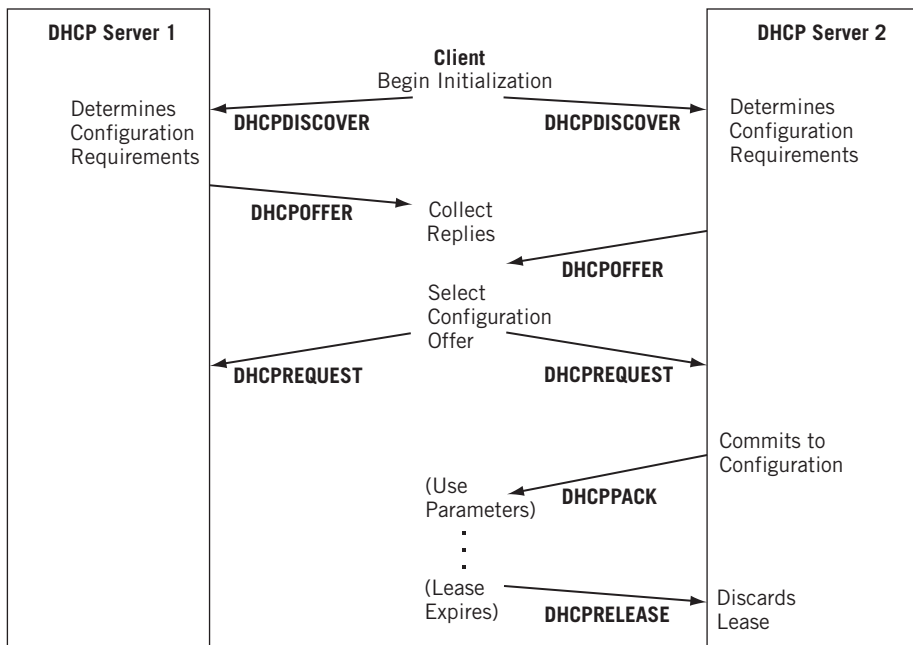 DHCP Server 1
DHCP Server 2
Client
Begin Initialization
Determines
Configuration
Requirements
DHCPDISCOVER
DHCPDISCOVER
Determines
Configuration
Requirements
DHCPOFFER
Collect
Replies
DHCPOFFER
Select
Configuration
Offer
DHCPREQUEST
DHCPREQUEST
Commits to
Configuration
(Use
Parameters)
DHCPPACK
(Lease
Expires)
DHCPRELEASE
Discards
Lease